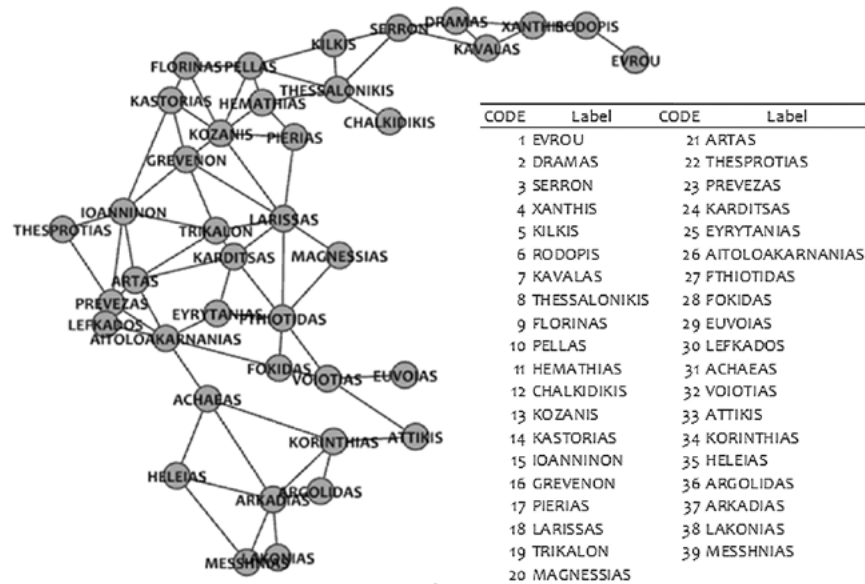 DRAMAS
SERRON
XANTHIS
RODOPIS
KILKIS
KAVALAS
EVROU
FLORINAS
PELLAS
THESSALONIKIS
KASTORIAS
HEMATHIAS
CHALKIDIKIS
KOZANIS
PIERIAS
GREVENON
IOANNINON
LARISSAS
THESPROTIAS
TRIKALON
KARDITSAS
MAGNESSIAS
ARTAS
PREVEZAS
LEFKADOS
EYRYTANIAS
FTHIOTIDAS
AITOLOAKARNANIAS
FOKIDAS
VOIOTIAS
EUVOIAS
ACHAEAS
KORINTHIAS
ATTIKIS
HELEIAS
ARKADIAS
ARGOLIDAS
MESSHNIAS
LAKONIAS
CODE Label CODE Label
1 EVROU 21 ARTAS
2 DRAMAS 22 THESPROTIAS
3 SERRON 23 PREVEZAS
4 XANTHIS 24 KARDITSAS
5 KILKIS 25 EYRYTANIAS
6 RODOPIS 26 AITOLOAKARNANIAS
7 KAVALAS 27 FTHIOTIDAS
8 THESSALONIKIS 28 FOKIDAS
9 FLORINAS 29 EUVOIAS
10 PELLAS 30 LEFKADOS
11 HEMATHIAS 31 ACHAEAS
12 CHALKIDIKIS 32 VOIOTIAS
13 KOZANIS 33 ATTIKIS
14 KASTORIAS 34 KORINTHIAS
15 IOANNINON 35 HELEIAS
16 GREVENON 36 ARGOLIDAS
17 PIERIAS 37 ARKADIAS
18 LARISSAS 38 LAKONIAS
19 TRIKALON 39 MESSHNIAS
20 MAGNESSIAS